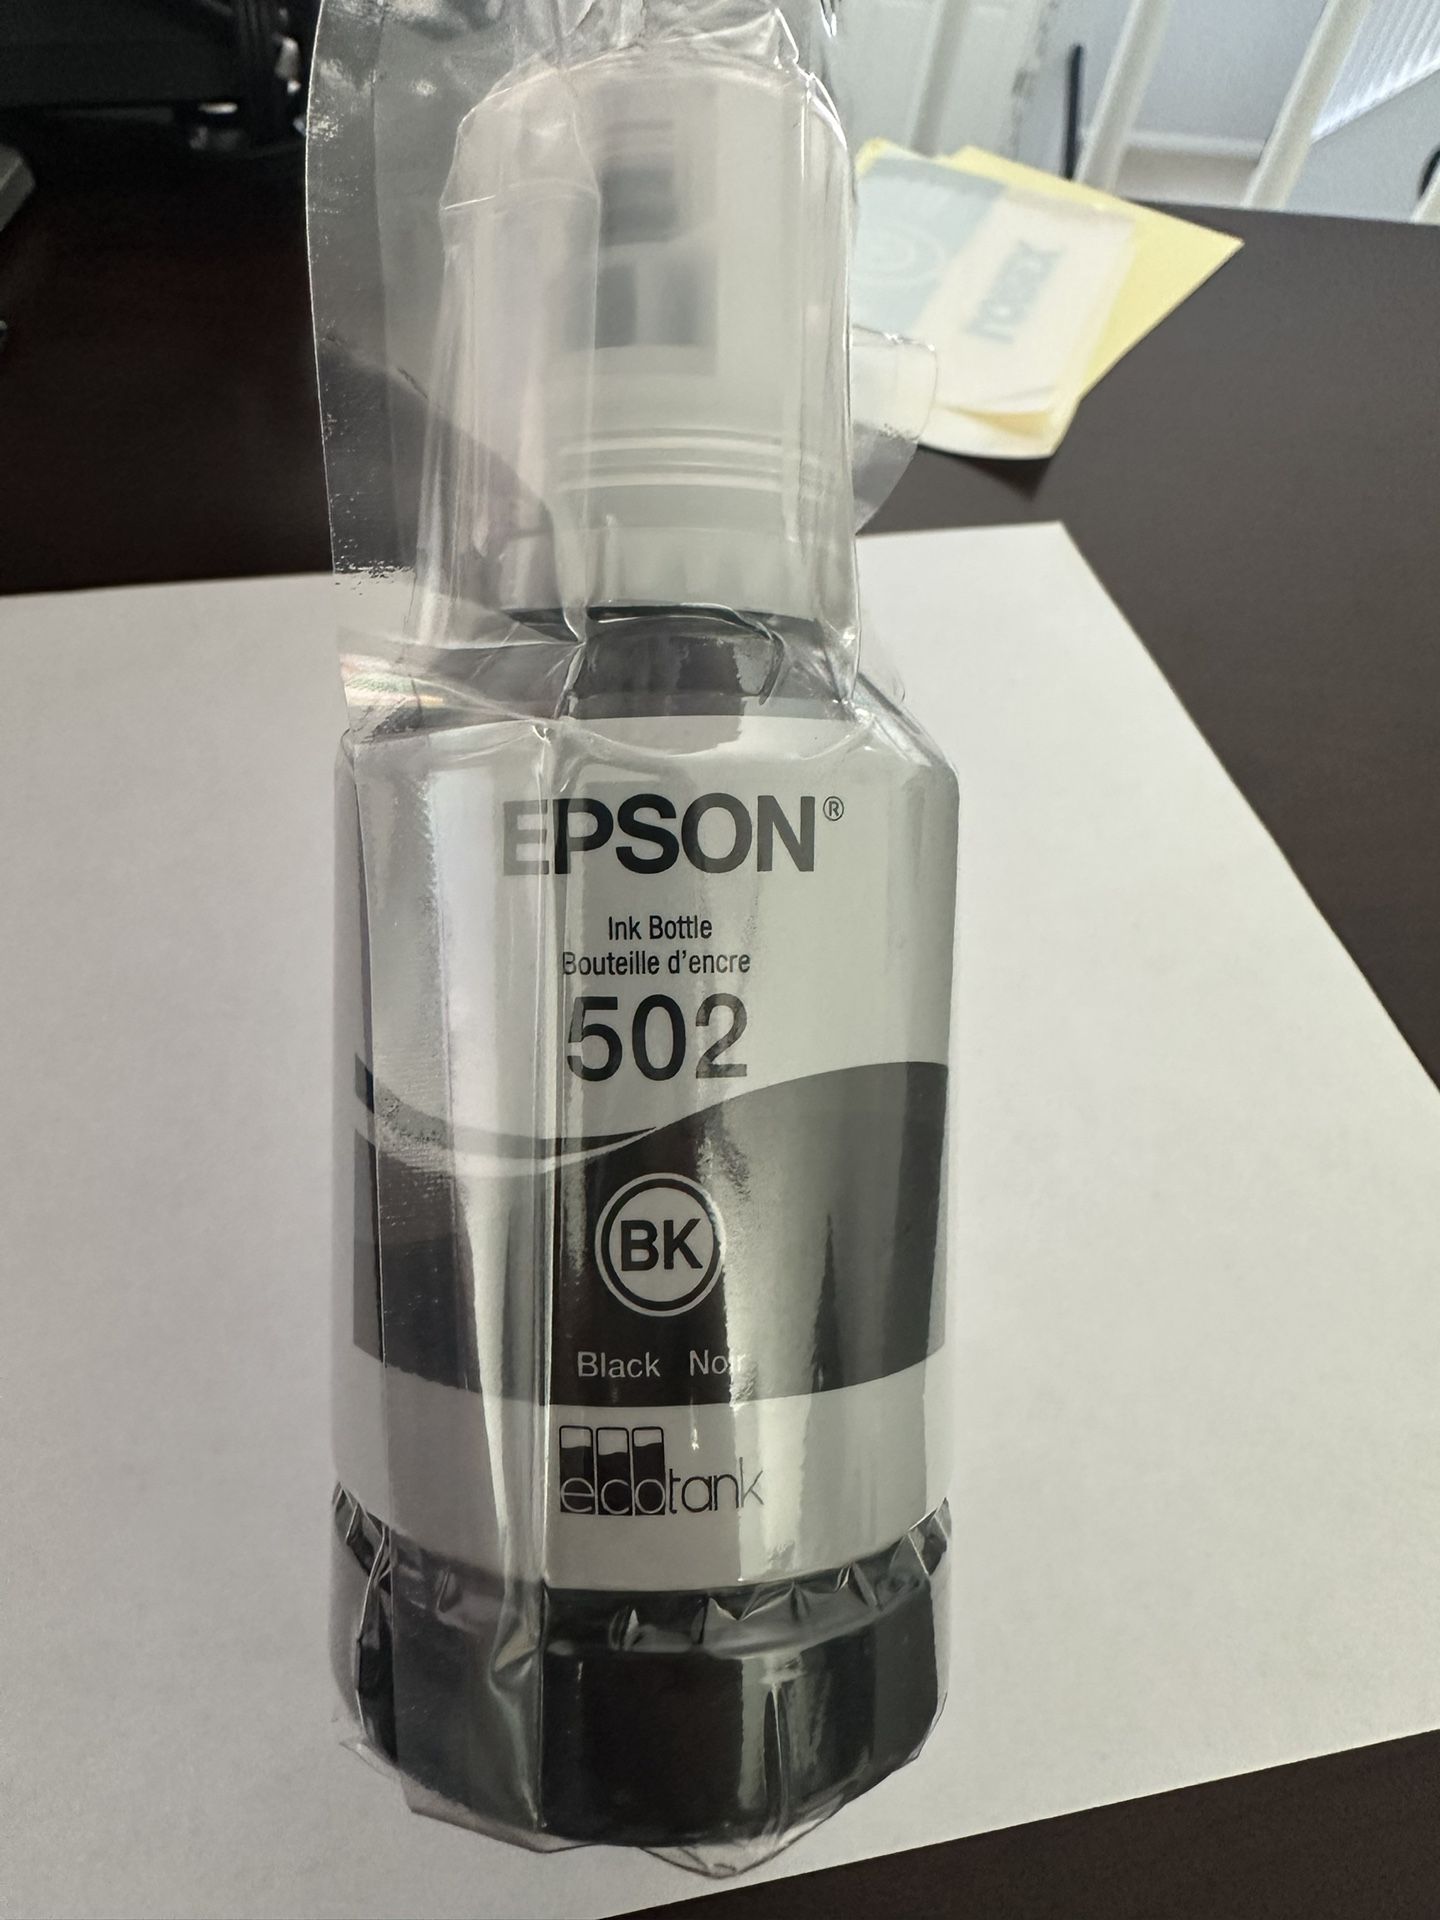 EPSON®
Ink Bottle
Bouteille d'encre
502
BK
Black Noir
ecotank